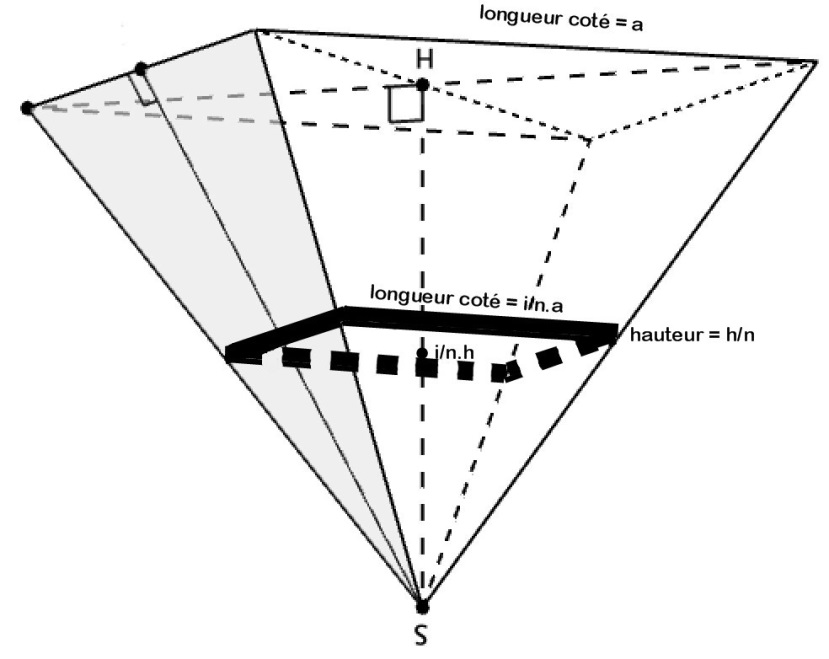 longueur coté = a
H
longueur coté = i/n.a
hauteur = h/n
i/n.h
S